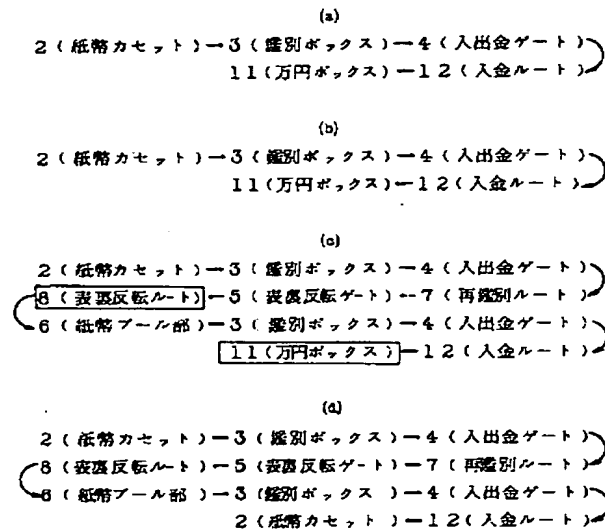 (a)
2(紙幣カセット)→3(鑑別ボックス)→4(入出金ゲート)
11(万円ボックス)←12(入金ルート)
(b)
2(紙幣カセット)→3(鑑別ボックス)→4(入出金ゲート)
11(万円ボックス)←12(入金ルート)
(c)
2(紙幣カセット)→3(鑑別ボックス)→4(入出金ゲート)
8(表裏反転ルート)←5(表裏反転ゲート)←7(再鑑別ルート)
6(紙幣プール部)→3(鑑別ボックス)→4(入出金ゲート)
11(万円ボックス)←12(入金ルート)
(d)
2(紙幣カセット)→3(鑑別ボックス)→4(入出金ゲート)
8(表裏反転ルート)←5(表裏反転ゲート)←7(再鑑別ルート)
6(紙幣プール部)→3(鑑別ボックス)→4(入出金ゲート)
2(紙幣カセット)←12(入金ルート)